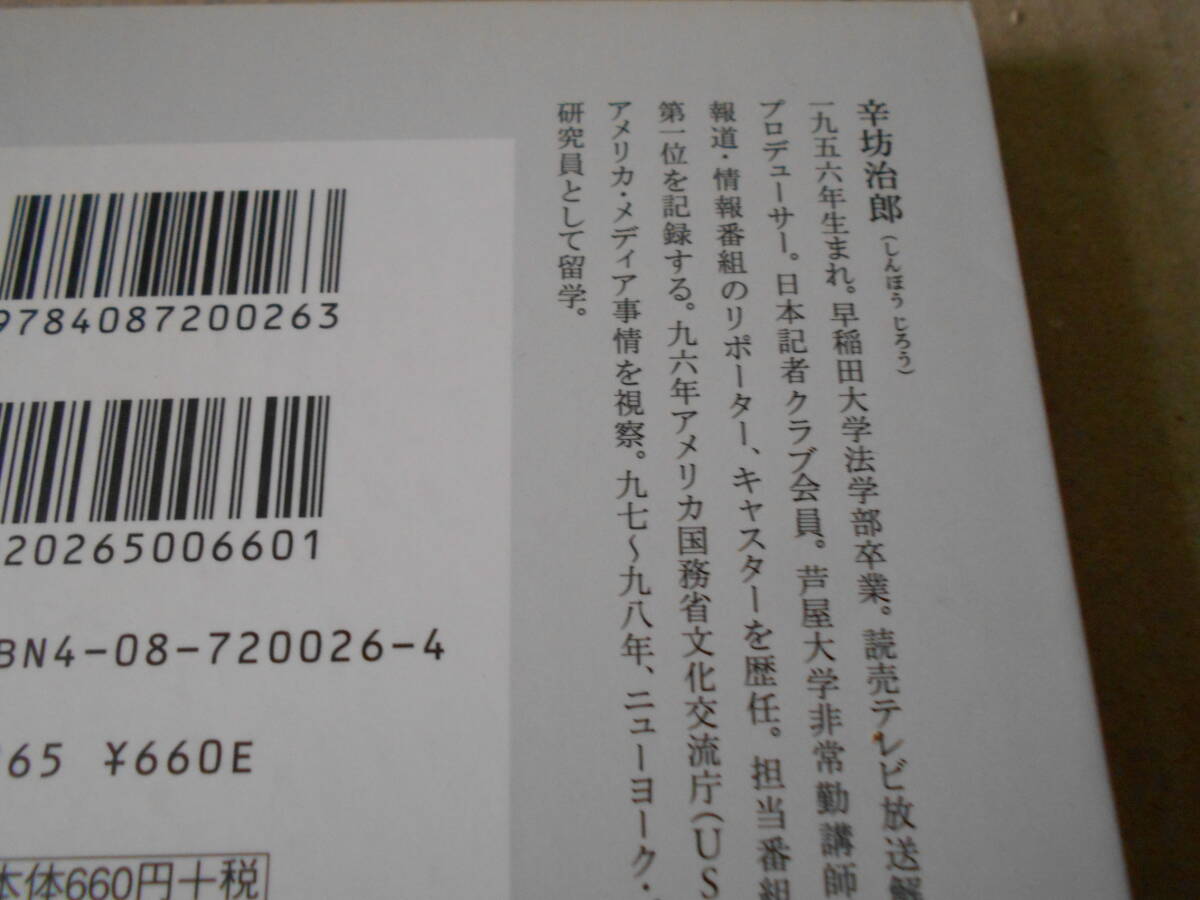 辛坊治郎(しんぼう じろう)
一九五六年生まれ。早稲田大学法学部卒業。読売テレビ放送解
プロデューサー。日本記者クラブ会員。芦屋大学非常勤講師
報道・情報番組のリポーター、キャスターを歴任。担当番組
第一位を記録する。九六年アメリカ国務省文化交流庁(US
アメリカ・メディア事情を視察。九七〜九八年、ニューヨーク・
研究員として留学。
9784087200263
20265006601
BN4-08-720026-4
65 ¥660E
本体660円+税